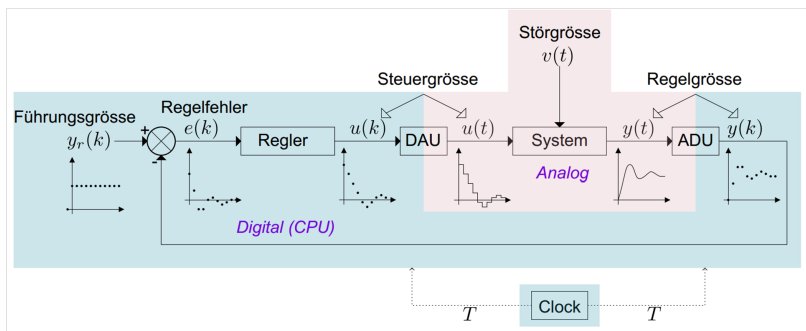 Störgrösse
v(t)
Steuergrösse
Regelgrösse
Führungsgrösse
y_r(k)
+
-
Regelfehler
e(k)
Regler
u(k)
DAU
u(t)
System
y(t)
ADU
y(k)
Analog
Digital (CPU)
T
Clock
T